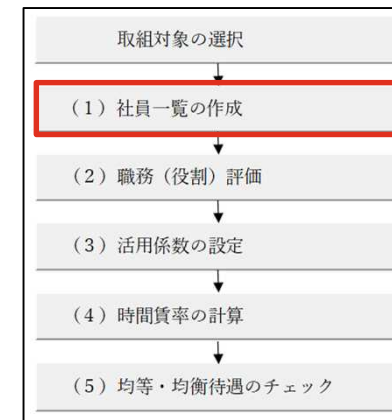 取組対象の選択
（１）社員一覧の作成
（２）職務（役割）評価
（３）活用係数の設定
（４）時間賃率の計算
（５）均等・均衡待遇のチェック